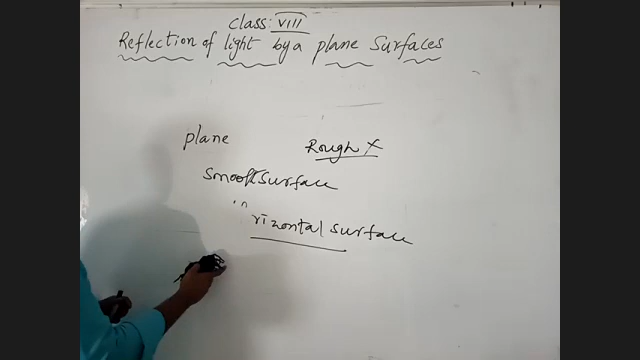 class: VIII
Reflection of light by a plane Surfaces
plane Rough X
Smooth Surface
rizontal surface